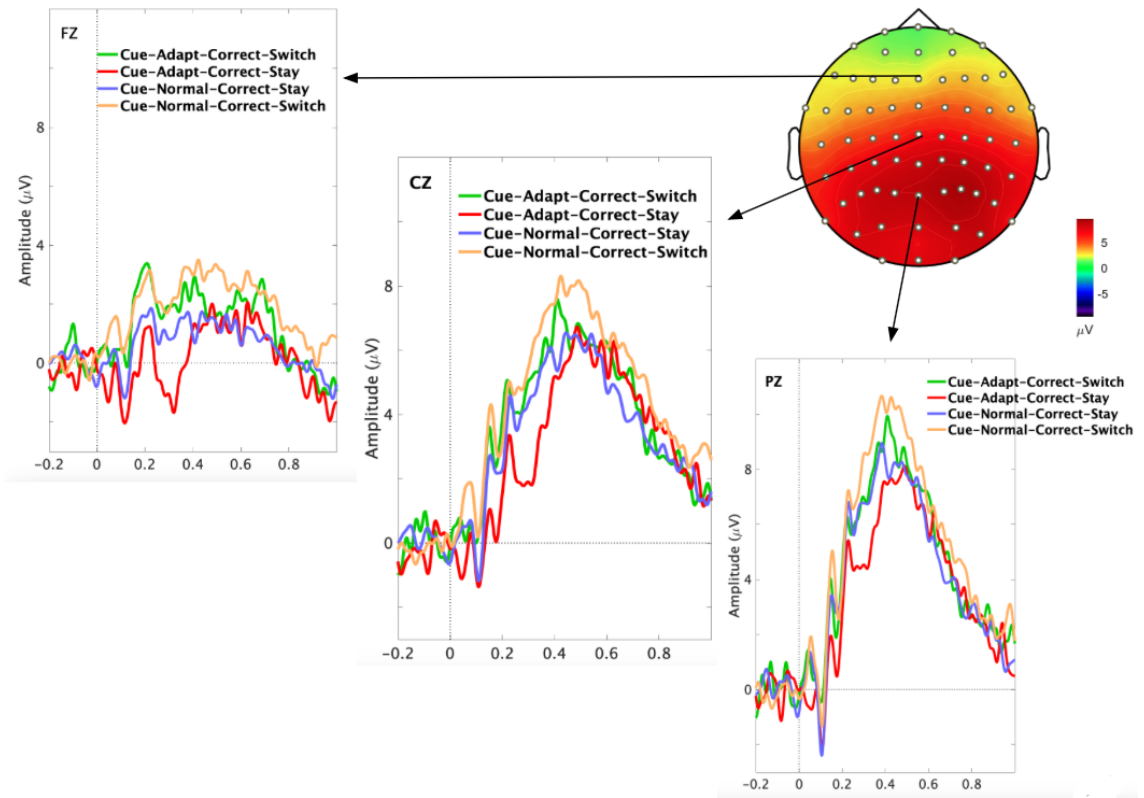 FZ
Cue-Adapt-Correct-Switch
Cue-Adapt-Correct-Stay
Cue-Normal-Correct-Stay
Cue-Normal-Correct-Switch
8
4
0
Amplitude (μV)
−0.2 0 0.2 0.4 0.6 0.8
CZ
Cue-Adapt-Correct-Switch
Cue-Adapt-Correct-Stay
Cue-Normal-Correct-Stay
Cue-Normal-Correct-Switch
8
4
0
Amplitude (μV)
−0.2 0 0.2 0.4 0.6 0.8
5
0
-5
μV
PZ
Cue-Adapt-Correct-Switch
Cue-Adapt-Correct-Stay
Cue-Normal-Correct-Stay
Cue-Normal-Correct-Switch
8
4
0
Amplitude (μV)
−0.2 0 0.2 0.4 0.6 0.8